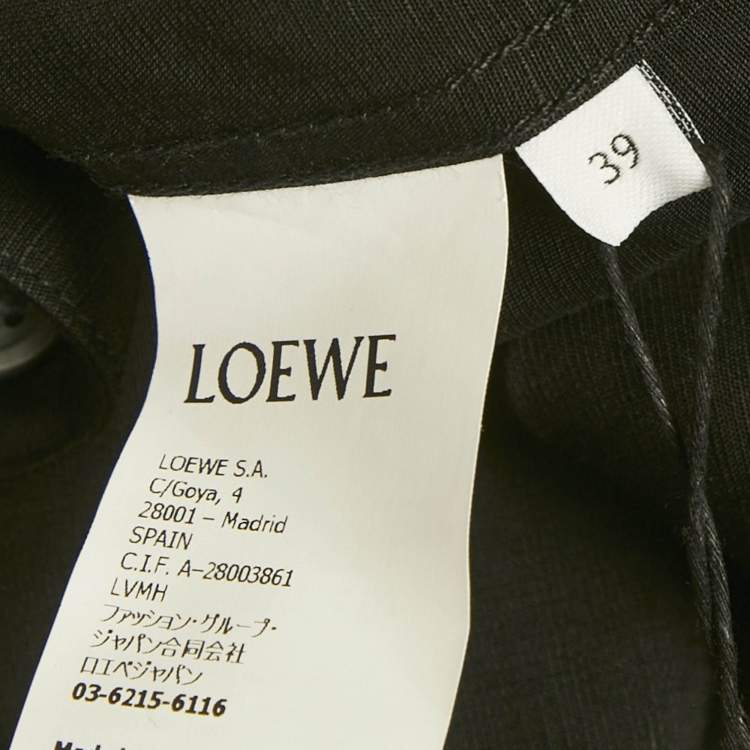 39
LOEWE
LOEWE S.A.
C/Goya, 4
28001 – Madrid
SPAIN
C.I.F. A–28003861
LVMH
ファッション・グループ・
ジャパン合同会社
ロエベジャパン
03-6215-6116